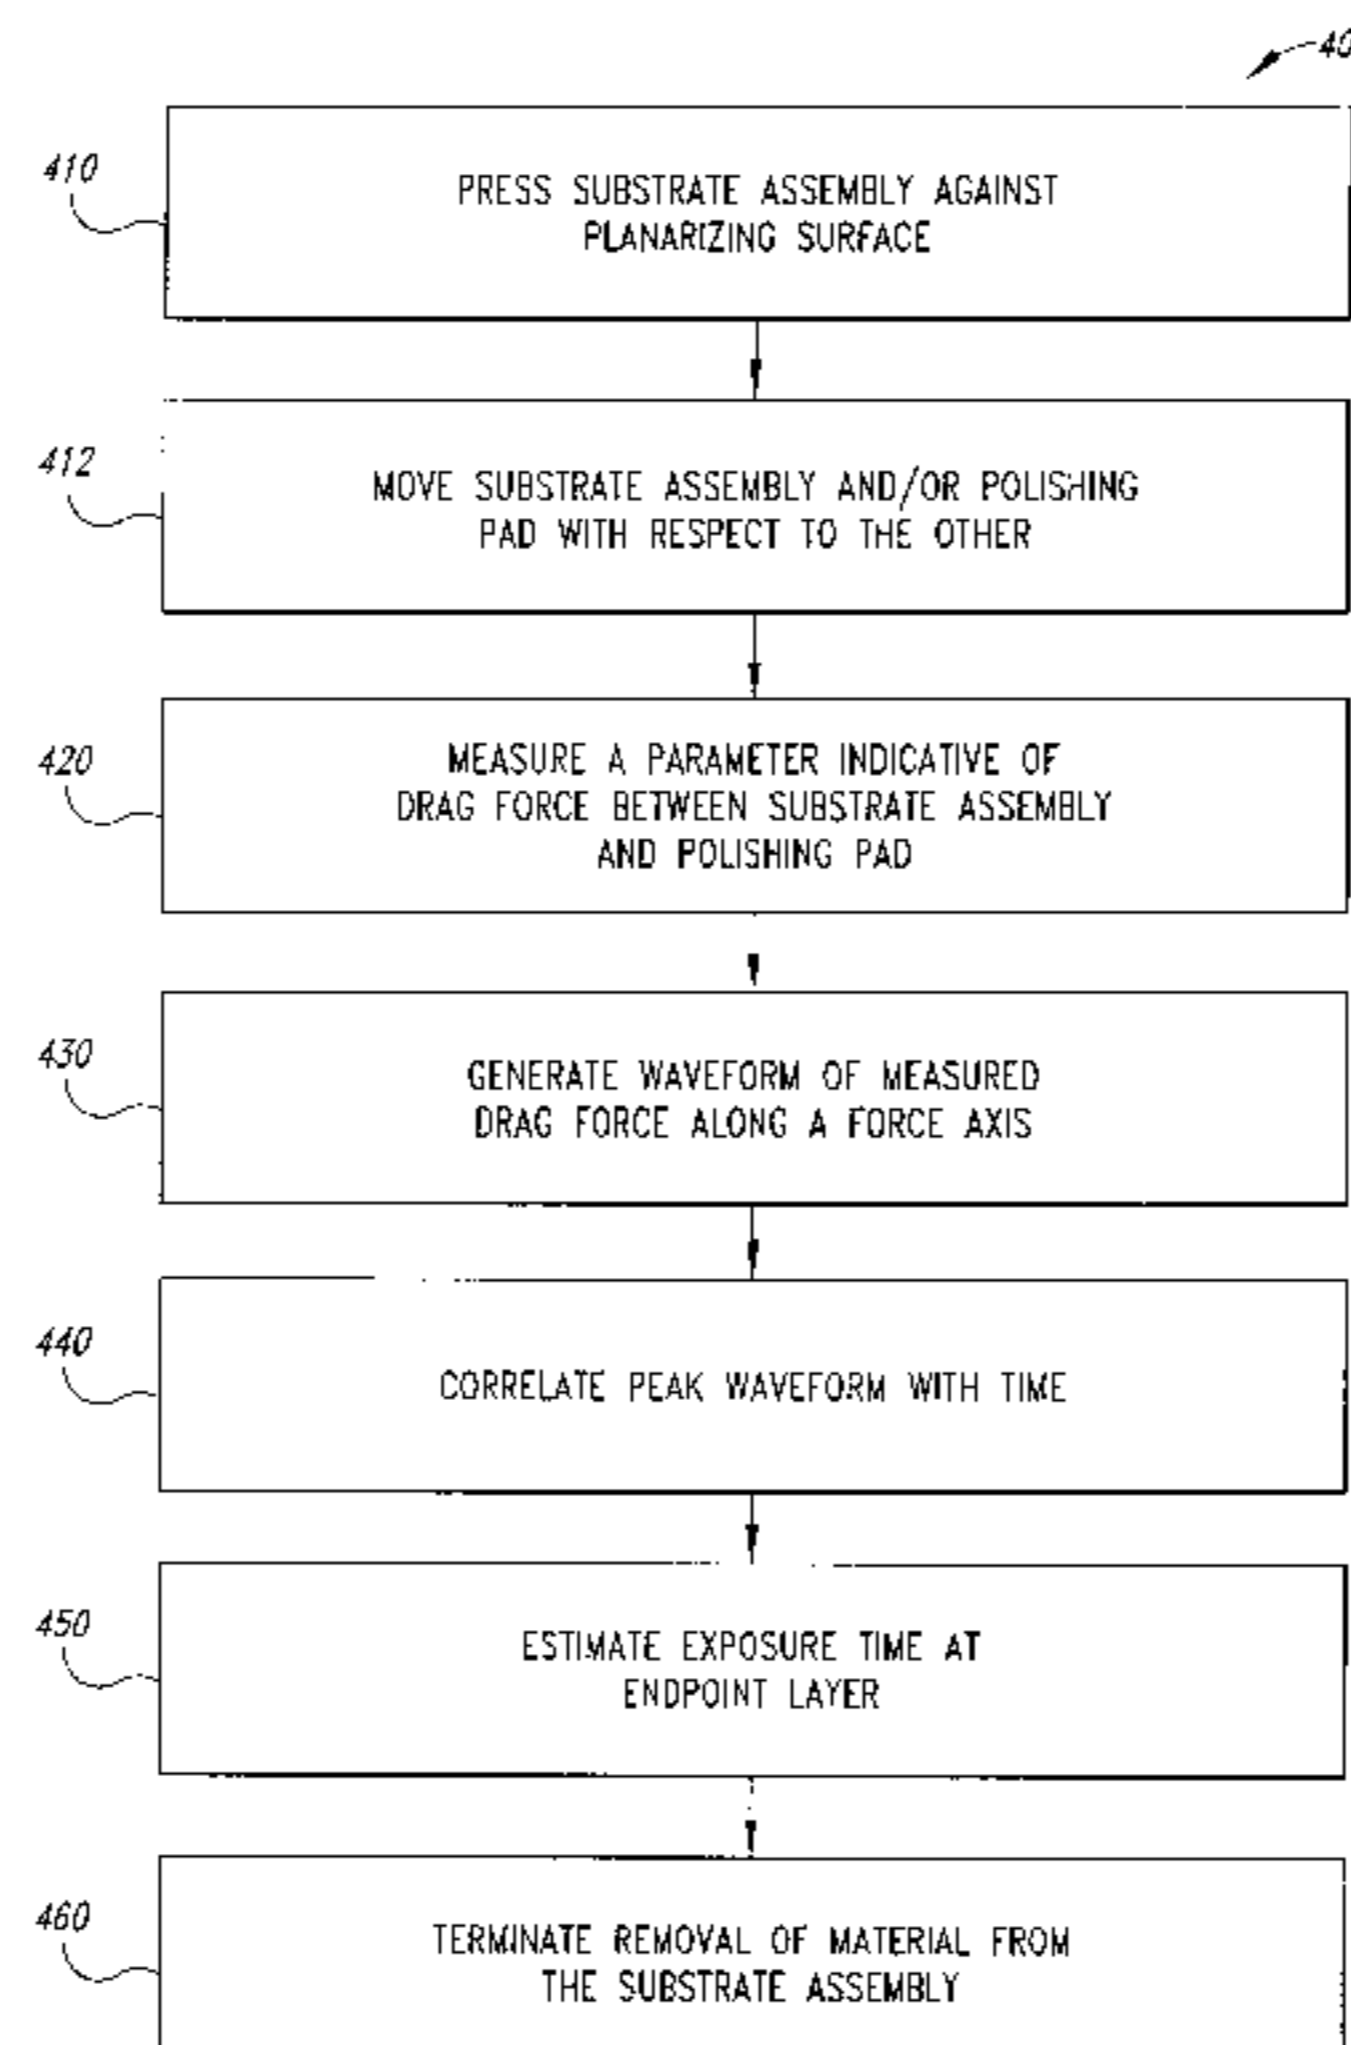 40
410
PRESS SUBSTRATE ASSEMBLY AGAINST
PLANARIZING SURFACE
412
MOVE SUBSTRATE ASSEMBLY AND/OR POLISHING
PAD WITH RESPECT TO THE OTHER
420
MEASURE A PARAMETER INDICATIVE OF
DRAG FORCE BETWEEN SUBSTRATE ASSEMBLY
AND POLISHING PAD
430
GENERATE WAVEFORM OF MEASURED
DRAG FORCE ALONG A FORCE AXIS
440
CORRELATE PEAK WAVEFORM WITH TIME
450
ESTIMATE EXPOSURE TIME AT
ENDPOINT LAYER
460
TERMINATE REMOVAL OF MATERIAL FROM
THE SUBSTRATE ASSEMBLY